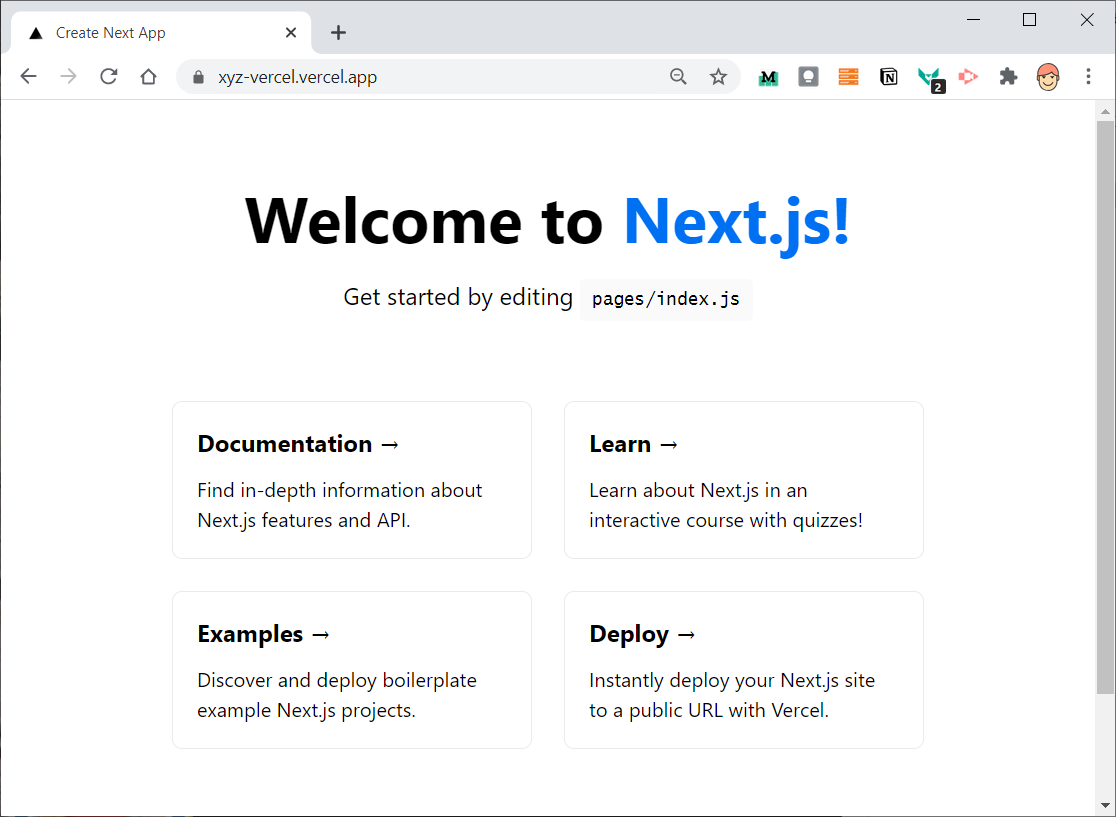 Create Next App
xyz-vercel.vercel.app
M
N
2
Welcome to Next.js!
Get started by editing pages/index.js
Documentation →
Find in-depth information about
Next.js features and API.
Learn →
Learn about Next.js in an
interactive course with quizzes!
Examples →
Discover and deploy boilerplate
example Next.js projects.
Deploy →
Instantly deploy your Next.js site
to a public URL with Vercel.